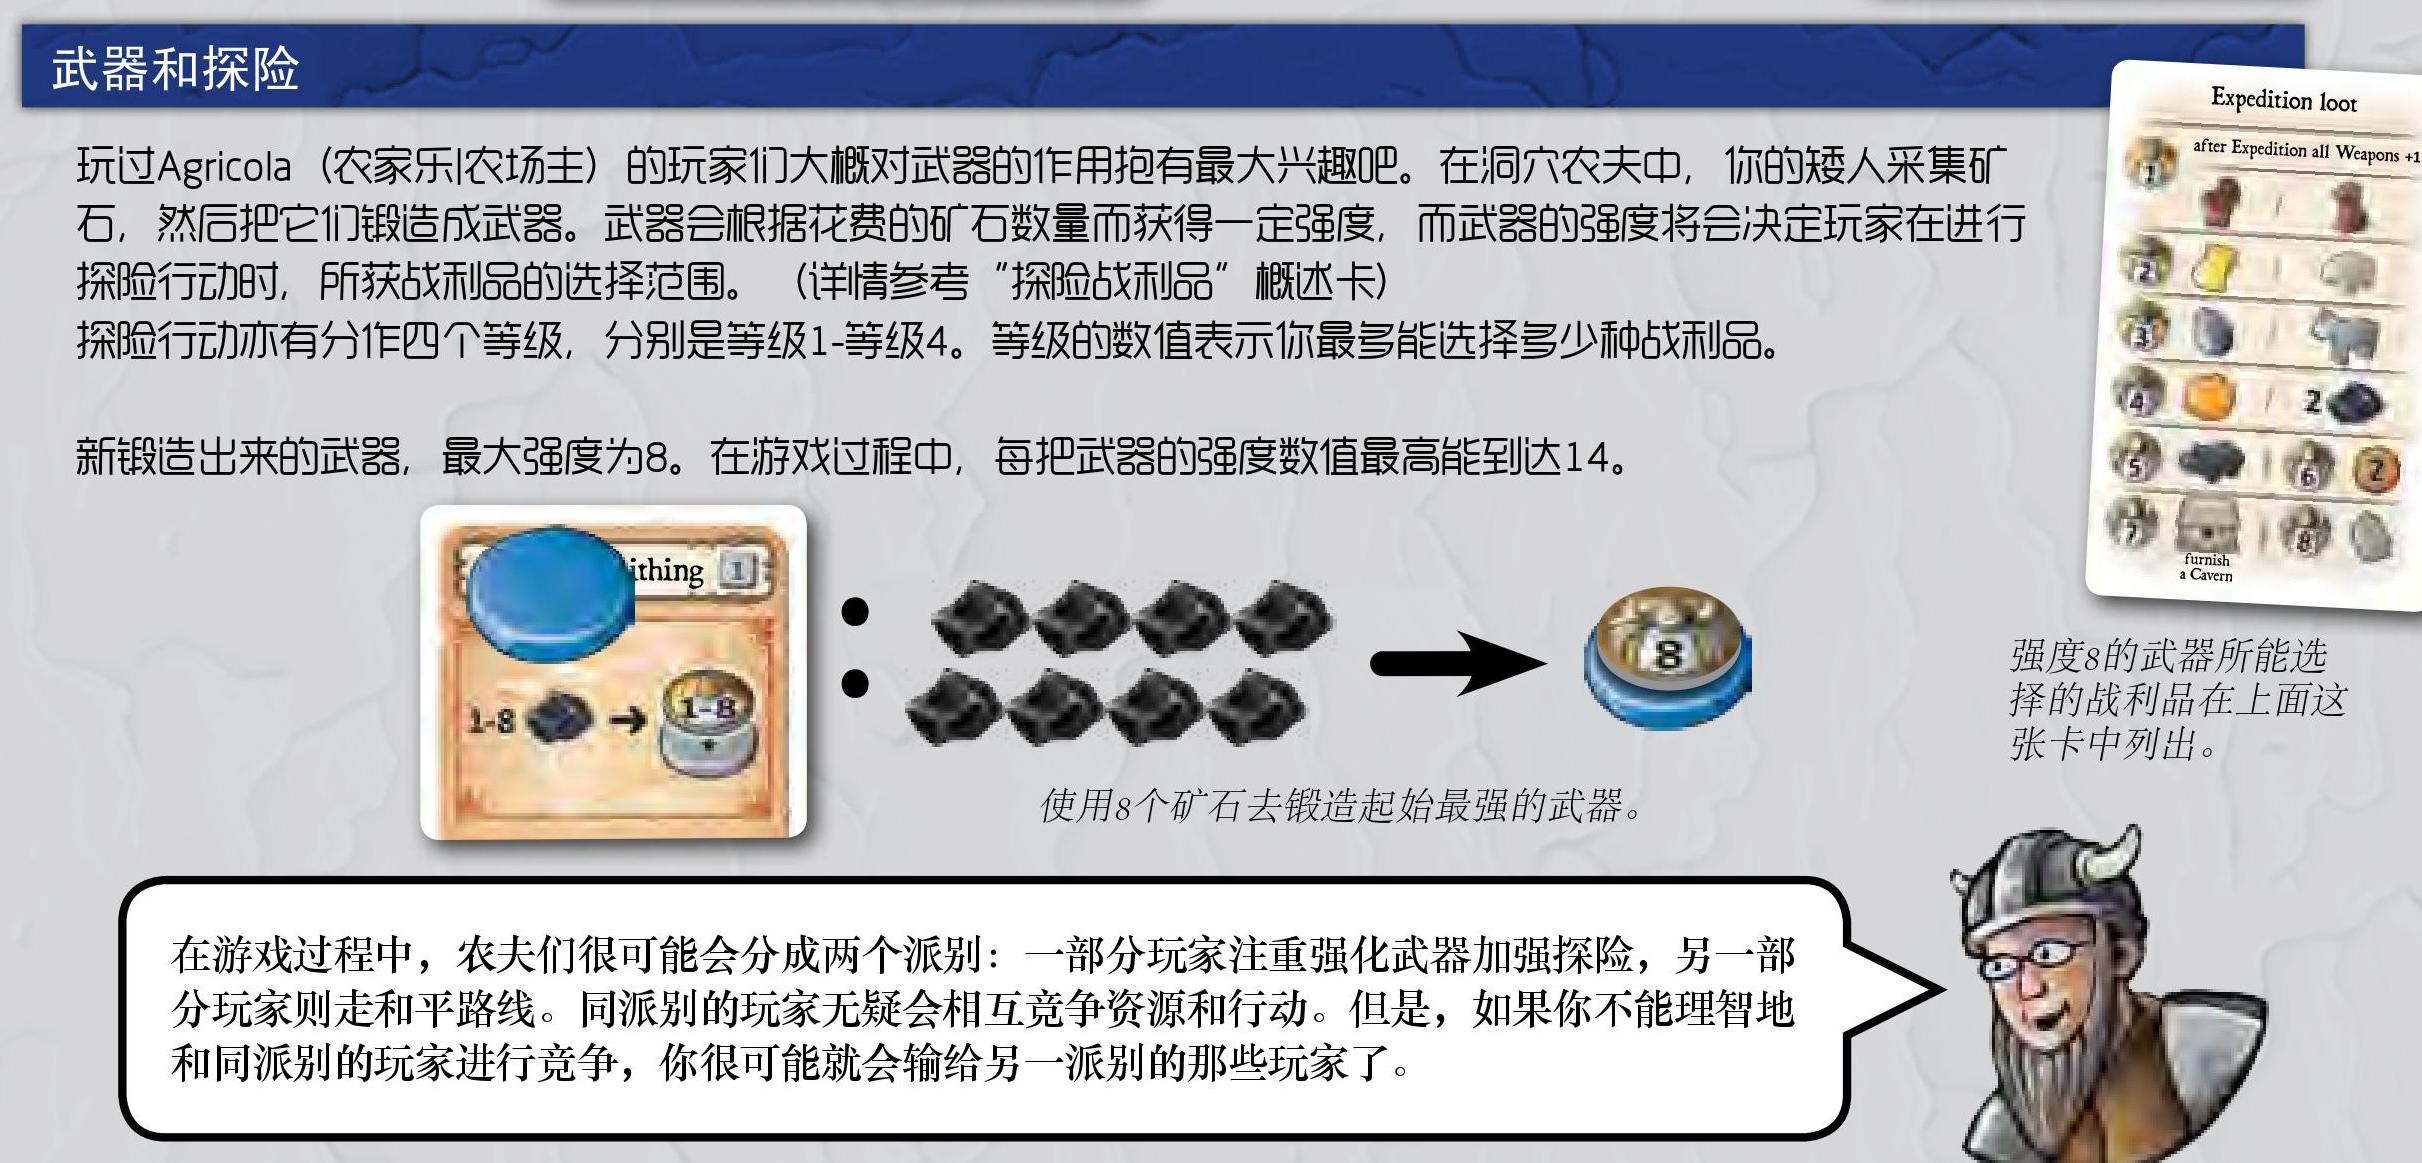 武器和探险
玩过Agricola（农家乐|农场主）的玩家们大概对武器的作用抱有最大兴趣吧。在洞穴农夫中，你的矮人采集矿
石，然后把它们锻造成武器。武器会根据花费的矿石数量而获得一定强度，而武器的强度将会决定玩家在进行
探险行动时，所获战利品的选择范围。（详情参考“探险战利品”概述卡）
探险行动亦有分作四个等级，分别是等级1-等级4。等级的数值表示你最多能选择多少种战利品。
新锻造出来的武器，最大强度为8。在游戏过程中，每把武器的强度数值最高能到达14。
Expedition loot
after Expedition all Weapons +1
1
2
3
4
2
5
6
2
7
8
furnish
a Cavern
强度8的武器所能选
择的战利品在上面这
张卡中列出。
ithing 1
1-8
1-8
:
8
使用8个矿石去锻造起始最强的武器。
在游戏过程中，农夫们很可能会分成两个派别：一部分玩家注重强化武器加强探险，另一部
分玩家则走和平路线。同派别的玩家无疑会相互竞争资源和行动。但是，如果你不能理智地
和同派别的玩家进行竞争，你很可能就会输给另一派别的那些玩家了。